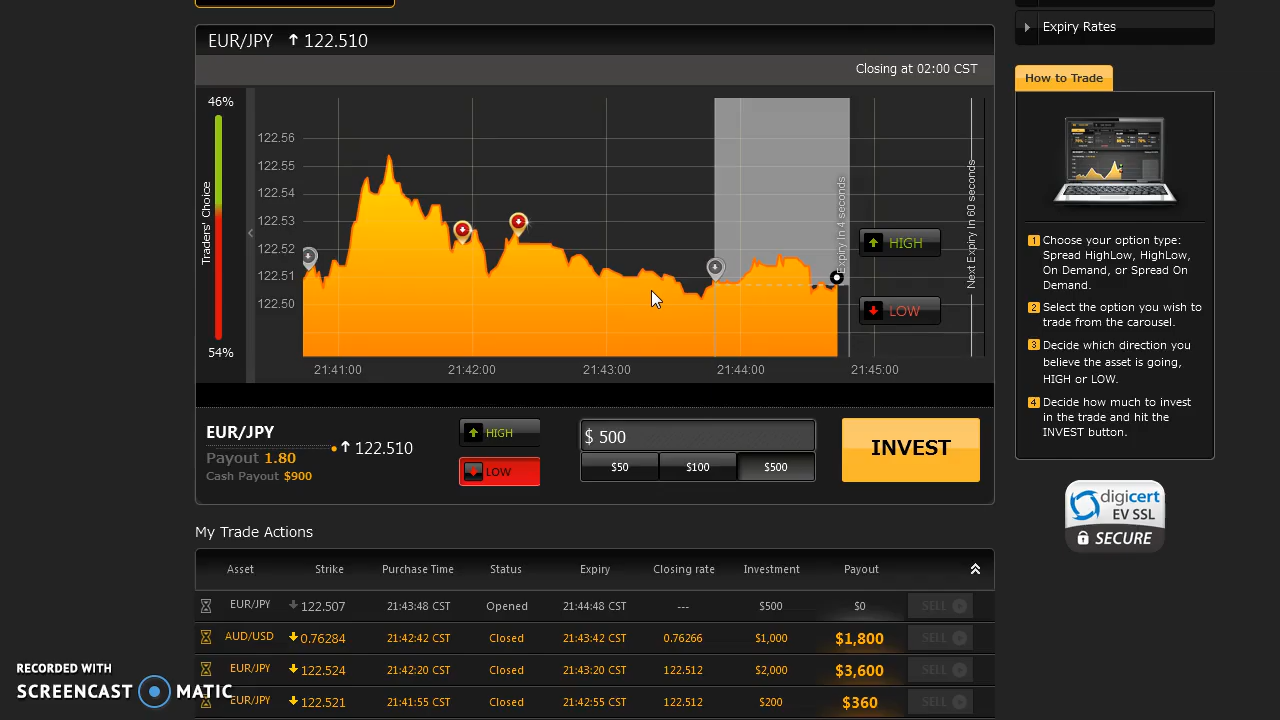 EUR/JPY 122.510
Expiry Rates
Closing at 02:00 CST
How to Trade
46%
Traders' Choice
54%
122.56
122.55
122.54
122.53
122.52
122.51
122.50
Expiry In 4 seconds
Next Expiry In 60 seconds
HIGH
LOW
21:41:00 21:42:00 21:43:00 21:44:00 21:45:00
1 Choose your option type:
Spread HighLow, HighLow,
On Demand, or Spread On
Demand.
2 Select the option you wish to
trade from the carousel.
3 Decide which direction you
believe the asset is going,
HIGH or LOW.
4 Decide how much to invest
in the trade and hit the
INVEST button.
EUR/JPY
Payout 1.80
Cash Payout $900
122.510
HIGH
LOW
$ 500
$50 $100 $500
INVEST
digicert
EV SSL
SECURE
My Trade Actions
Asset Strike Purchase Time Status Expiry Closing rate Investment Payout
EUR/JPY 122.507 21:43:48 CST Opened 21:44:48 CST --- $500 $0 SELL
AUD/USD 0.76284 21:42:42 CST Closed 21:43:42 CST 0.76266 $1,000 $1,800 SELL
EUR/JPY 122.524 21:42:20 CST Closed 21:43:20 CST 122.512 $2,000 $3,600 SELL
EUR/JPY 122.521 21:41:55 CST Closed 21:42:55 CST 122.512 $200 $360 SELL
RECORDED WITH
SCREENCAST MATIC